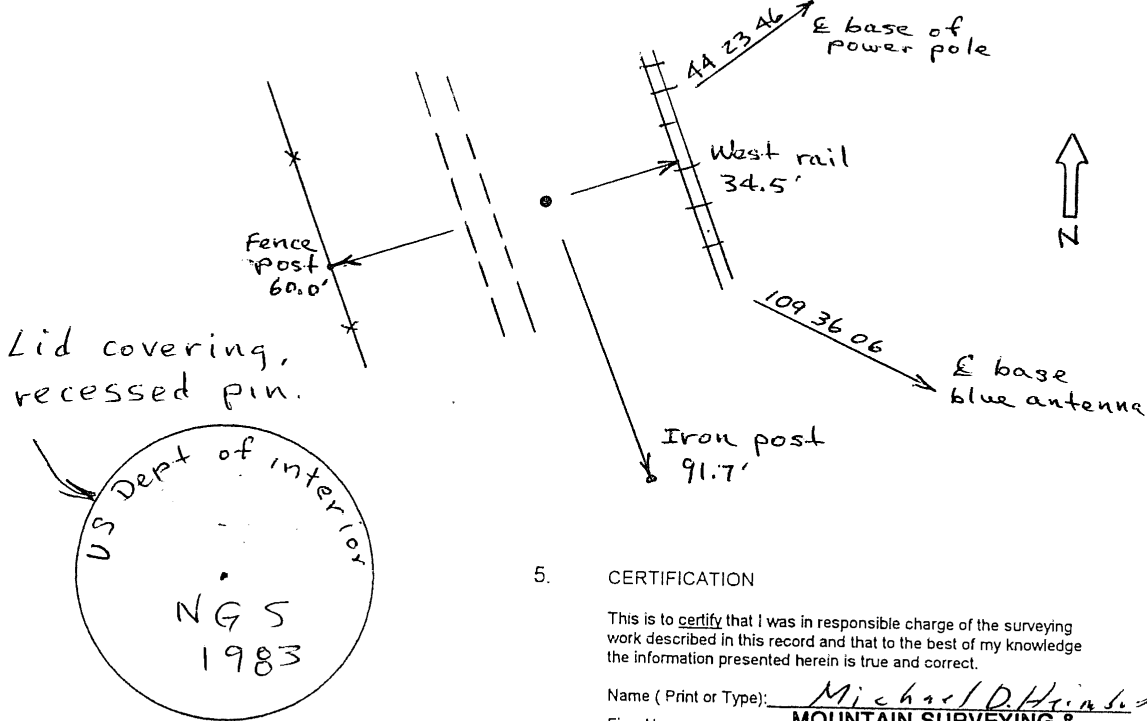 44 23 46
℄ base of
power pole
West rail
34.5'
N
Fence
post
60.0'
109 36 06
℄ base
blue antenna
Lid covering,
recessed pin.
Iron post
91.7'
US Dept of interior
NGS
1983
5. CERTIFICATION
This is to certify that I was in responsible charge of the surveying
work described in this record and that to the best of my knowledge
the information presented herein is true and correct.
Name ( Print or Type): Michael D.
MOUNTAIN SURVEYING &